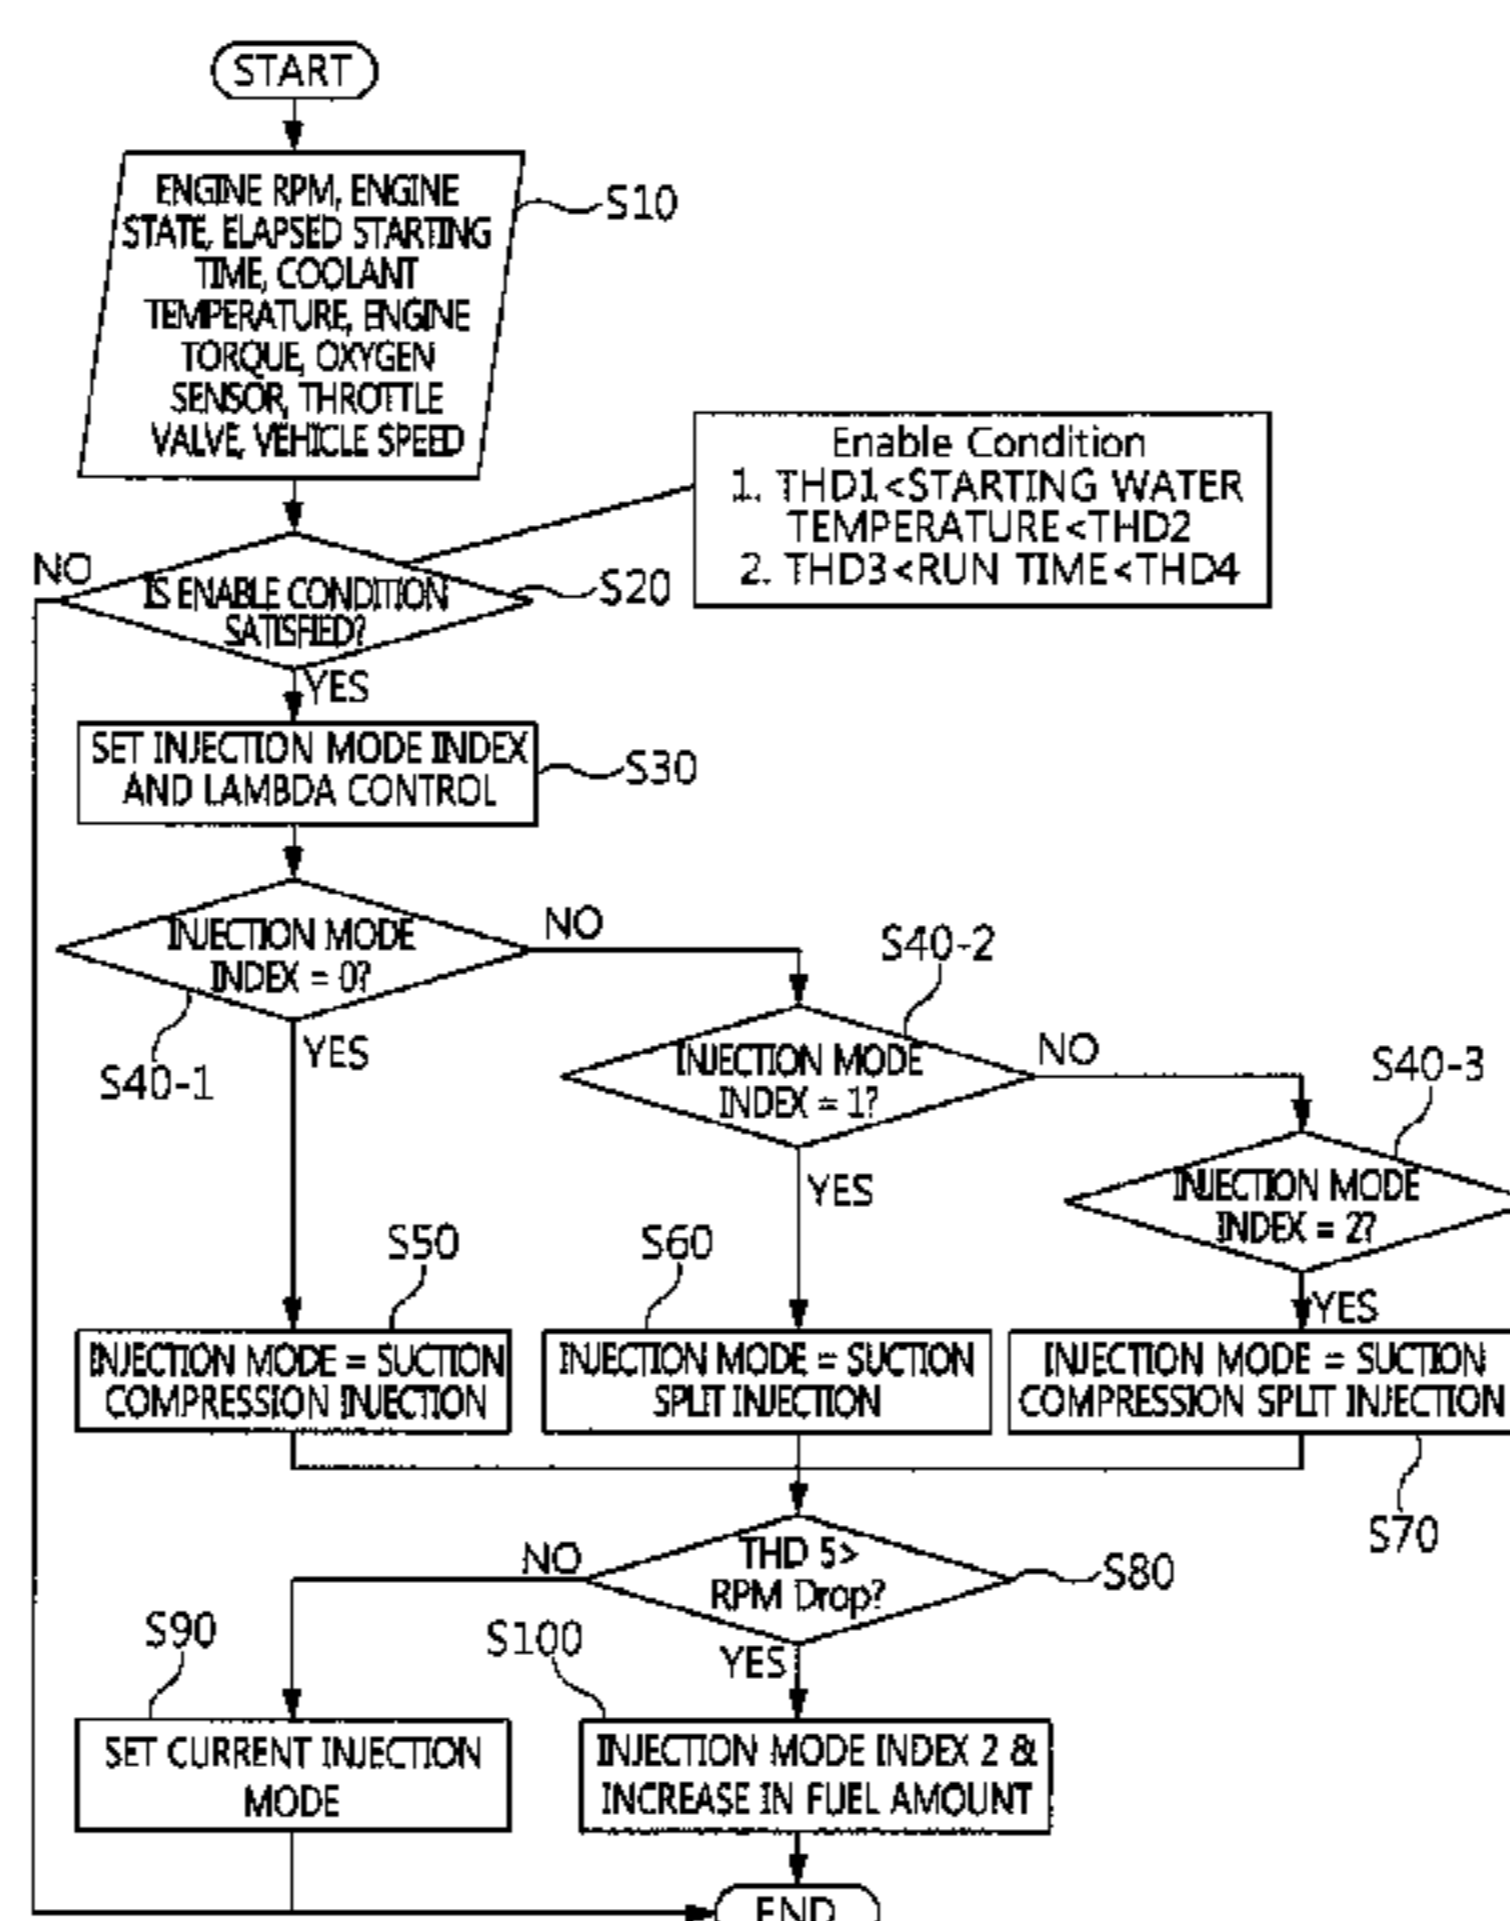 START
ENGINE RPM, ENGINE
STATE, ELAPSED STARTING
TIME, COOLANT
TEMPERATURE, ENGINE
TORQUE, OXYGEN
SENSOR, THROTTLE
VALVE, VEHICLE SPEED
S10
Enable Condition
1. THD1<STARTING WATER
TEMPERATURE<THD2
2. THD3<RUN TIME<THD4
NO
IS ENABLE CONDITION
SATISFIED?
S20
YES
SET INJECTION MODE INDEX
AND LAMBDA CONTROL
S30
INJECTION MODE
INDEX = 0?
NO
S40-1
YES
S40-2
INJECTION MODE
INDEX = 1?
NO
YES
S40-3
INJECTION MODE
INDEX = 2?
YES
S50
INJECTION MODE = SUCTION
COMPRESSION INJECTION
S60
INJECTION MODE = SUCTION
SPLIT INJECTION
INJECTION MODE = SUCTION
COMPRESSION SPLIT INJECTION
S70
NO
THD 5>
RPM Drop?
S80
YES
S90
SET CURRENT INJECTION
MODE
S100
INJECTION MODE INDEX 2 &
INCREASE IN FUEL AMOUNT
END